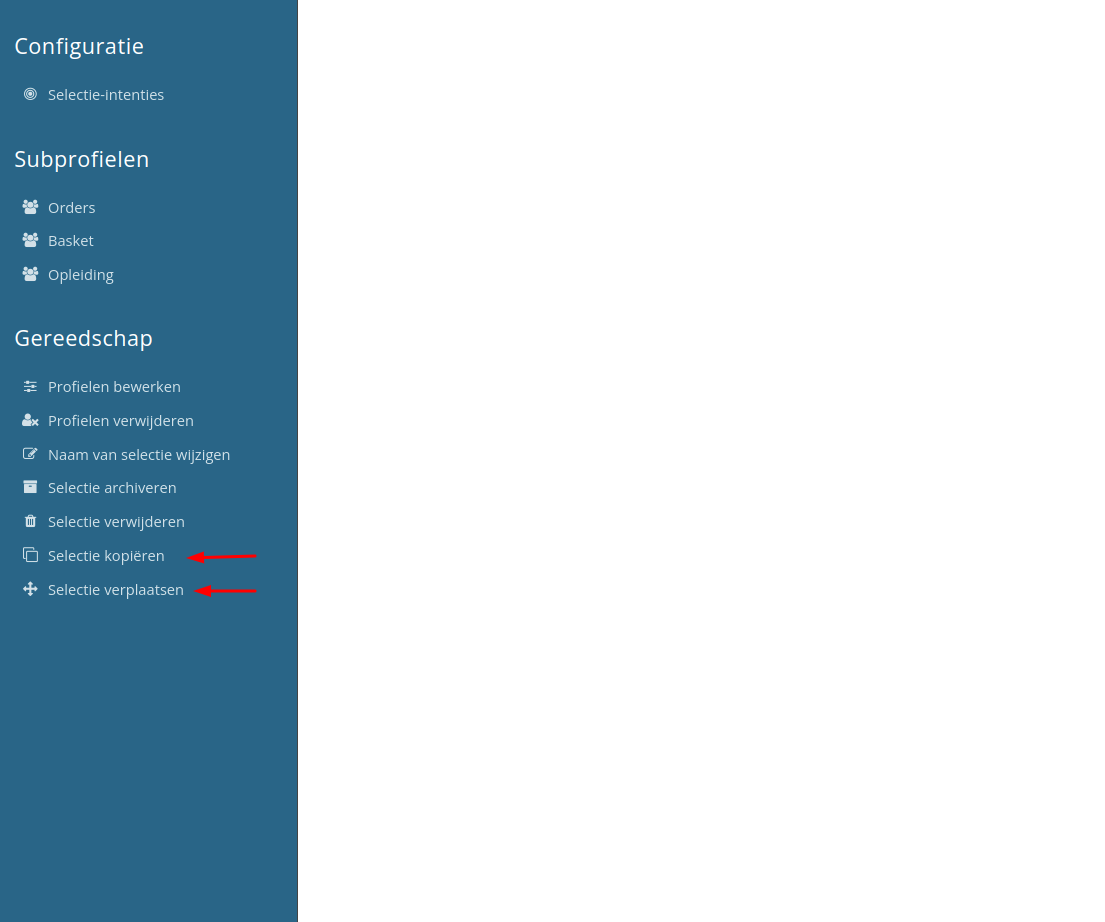 Configuratie
Selectie-intenties
Subprofielen
Orders
Basket
Opleiding
Gereedschap
Profielen bewerken
Profielen verwijderen
Naam van selectie wijzigen
Selectie archiveren
Selectie verwijderen
Selectie kopiëren
Selectie verplaatsen